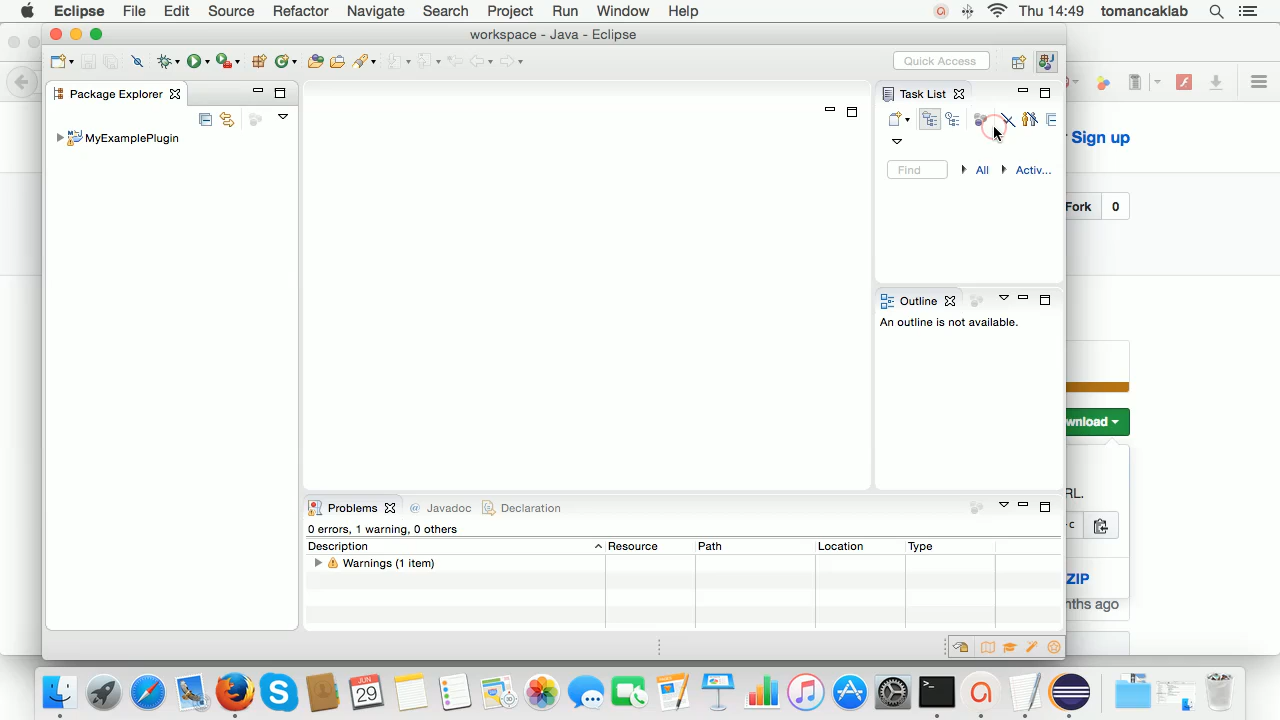 Eclipse File Edit Source Refactor Navigate Search Project Run Window Help Thu 14:49 tomancaklab
workspace - Java - Eclipse
Quick Access
Package Explorer
Task List
MyExamplePlugin
Sign up
Find All Activ...
Fork 0
Outline
An outline is not available.
wnload
RL.
Problems @ Javadoc Declaration
-c
0 errors, 1 warning, 0 others
Description Resource Path Location Type
Warnings (1 item)
ZIP
nths ago
29